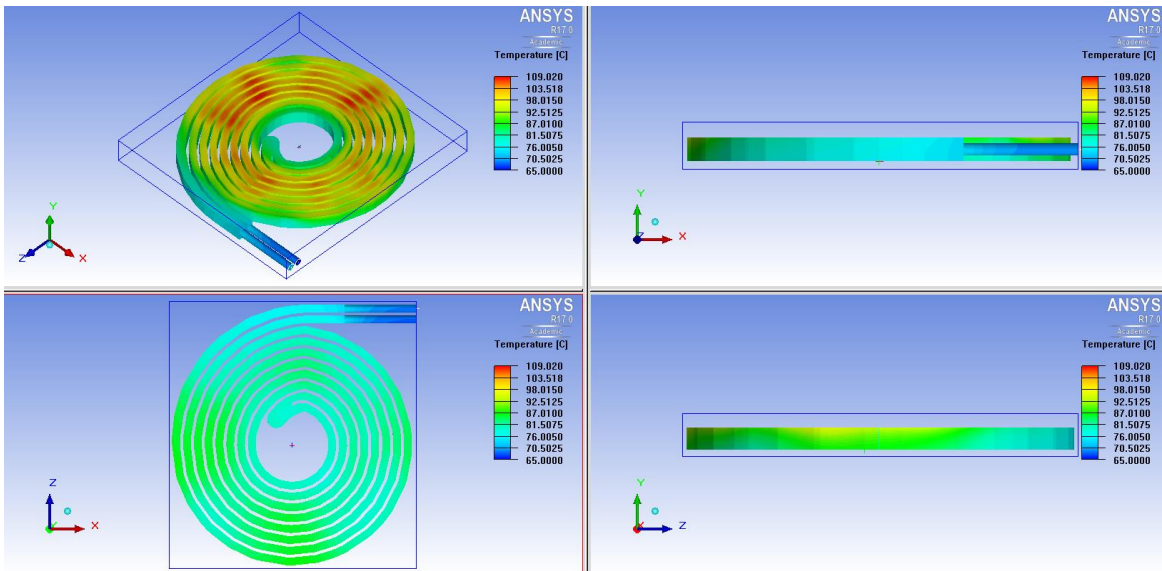 ANSYS
R17.0
Academic
Temperature [C]
109.020
103.518
98.0150
92.5125
87.0100
81.5075
76.0050
70.5025
65.0000
Y
Z
X
ANSYS
R17.0
Academic
Temperature [C]
109.020
103.518
98.0150
92.5125
87.0100
81.5075
76.0050
70.5025
65.0000
Y
Z
X
ANSYS
R17.0
Academic
Temperature [C]
109.020
103.518
98.0150
92.5125
87.0100
81.5075
76.0050
70.5025
65.0000
Z
Y
X
ANSYS
R17.0
Academic
Temperature [C]
109.020
103.518
98.0150
92.5125
87.0100
81.5075
76.0050
70.5025
65.0000
Y
X
Z